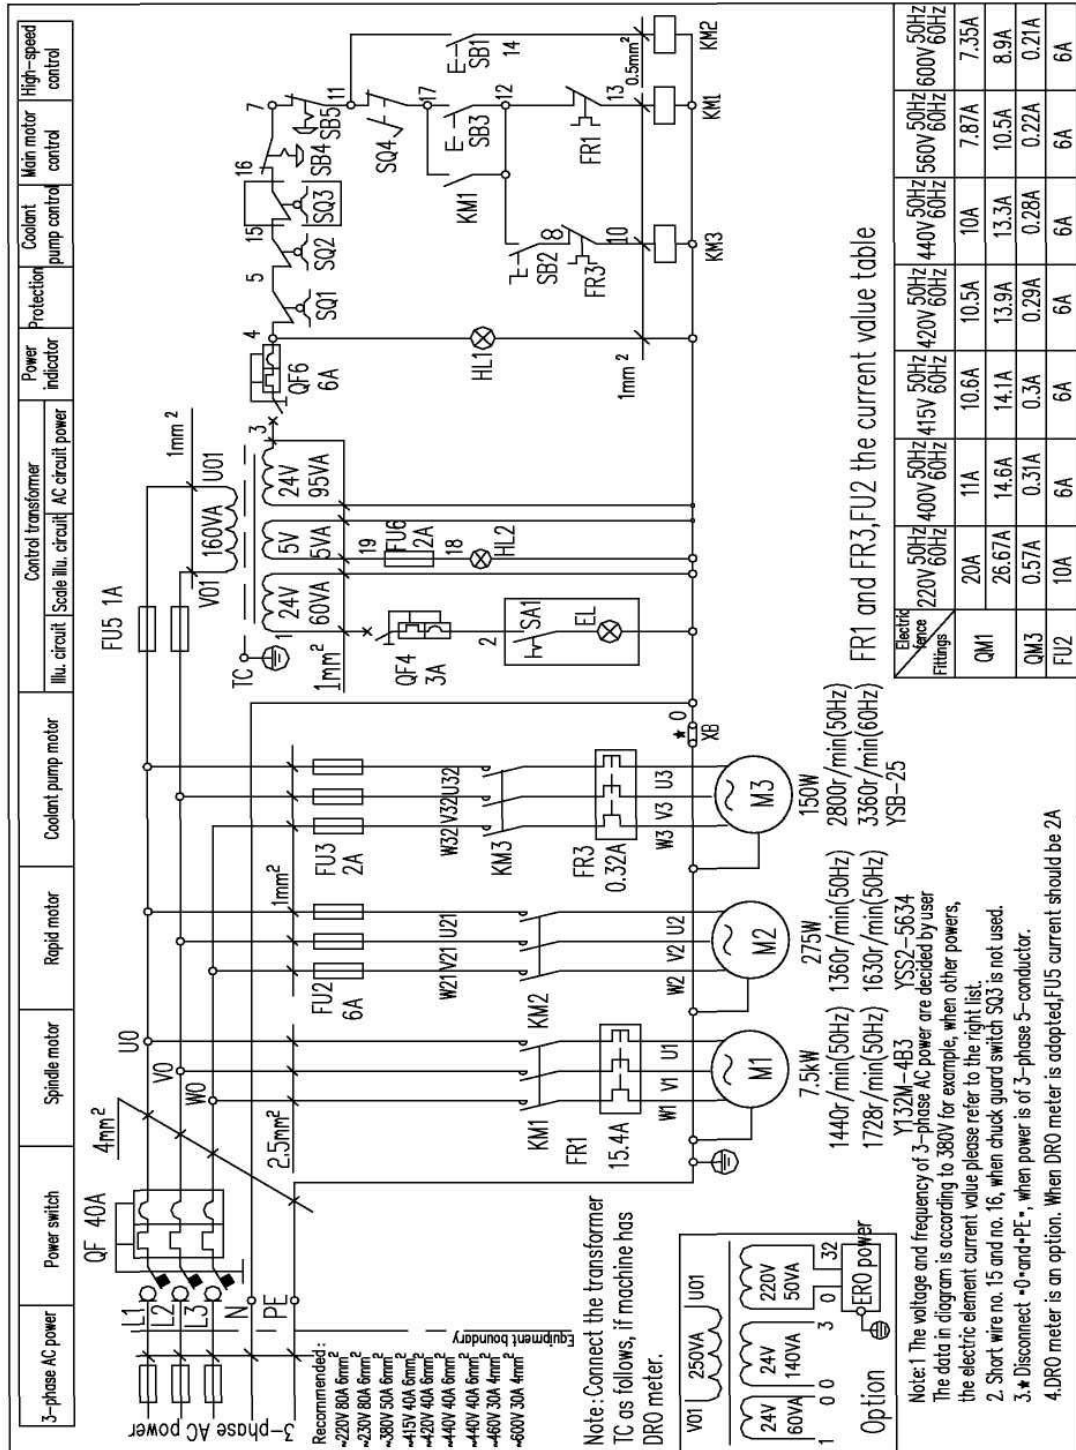 3-phase AC power
Power switch
Spindle motor
Rapid motor
Coolant pump motor
Control transformer
Illu. circuit
Scale illu. circuit
AC circuit power
Power indicator
Protection
Coolant pump control
Main motor control
High-speed control
3-phase AC power
L1
L2
L3
N
PE
QF 40A
4mm²
U0
V0
W0
2.5mm²
1mm²
FU2
6A
FU3
2A
W21 V21 U21
W32 V32 U32
KM1
KM2
KM3
FR1
15.4A
FR3
0.32A
W1 V1 U1
W2 V2 U2
W3 V3 U3
M1
M2
M3
7.5kW
1440r/min(50Hz)
1728r/min(50Hz)
Y132M-4B3
275W
1360r/min(50Hz)
1630r/min(50Hz)
YSS2-5634
150W
2800r/min(50Hz)
3360r/min(60Hz)
YSB-25
★ 0
XB
FU5 1A
1mm²
V01
160VA
U01
TC
24V
60VA
5V
5VA
24V
95VA
1
1mm²
QF4
3A
2
SA1
EL
19
FU6
2A
18
HL2
3
QF6
6A
4
HL1
1mm²
5
SQ1
15
SQ2
16
SQ3
7
SB4
SB5
11
SQ4
17
KM1
SB3
12
SB1
14
SB2
8
FR3
10
FR1
13
0.5mm²
KM3
KM1
KM2
Equipment boundary
Recommended:
~220V 80A 6mm²
~230V 80A 6mm²
~380V 50A 6mm²
~415V 40A 6mm²
~420V 40A 6mm²
~440V 40A 6mm²
~440V 40A 6mm²
~460V 30A 4mm²
~600V 30A 4mm²
Note:Connect the transformer
TC as follows, if machine has
DRO meter.
V01
250VA
U01
24V
60VA
24V
140VA
220V
50VA
1
0 0
3
0
32
ERO power
Option
FR1 and FR3,FU2 the current value table
Electric fence
Fittings
220V 50Hz 60Hz
400V 50Hz 60Hz
415V 50Hz 60Hz
420V 50Hz 60Hz
440V 50Hz 60Hz
560V 50Hz 60Hz
600V 50Hz 60Hz
QM1
20A 11A 10.6A 10.5A 10A 7.87A 7.35A
26.67A 14.6A 14.1A 13.9A 13.3A 10.5A 8.9A
QM3 0.57A 0.31A 0.3A 0.29A 0.28A 0.22A 0.21A
FU2 10A 6A 6A 6A 6A 6A 6A
Note:1 The voltage and frequency of 3-phase AC power are decided by user
The data in diagram is according to 380V for example, when other powers,
the electric element current value please refer to the right list.
2. Short wire no. 15 and no. 16, when chuck guard switch SQ3 is not used.
3.★ Disconnect "0"and"PE", when power is of 3-phase 5-conductor.
4.DRO meter is an option. When DRO meter is adopted,FU5 current should be 2A